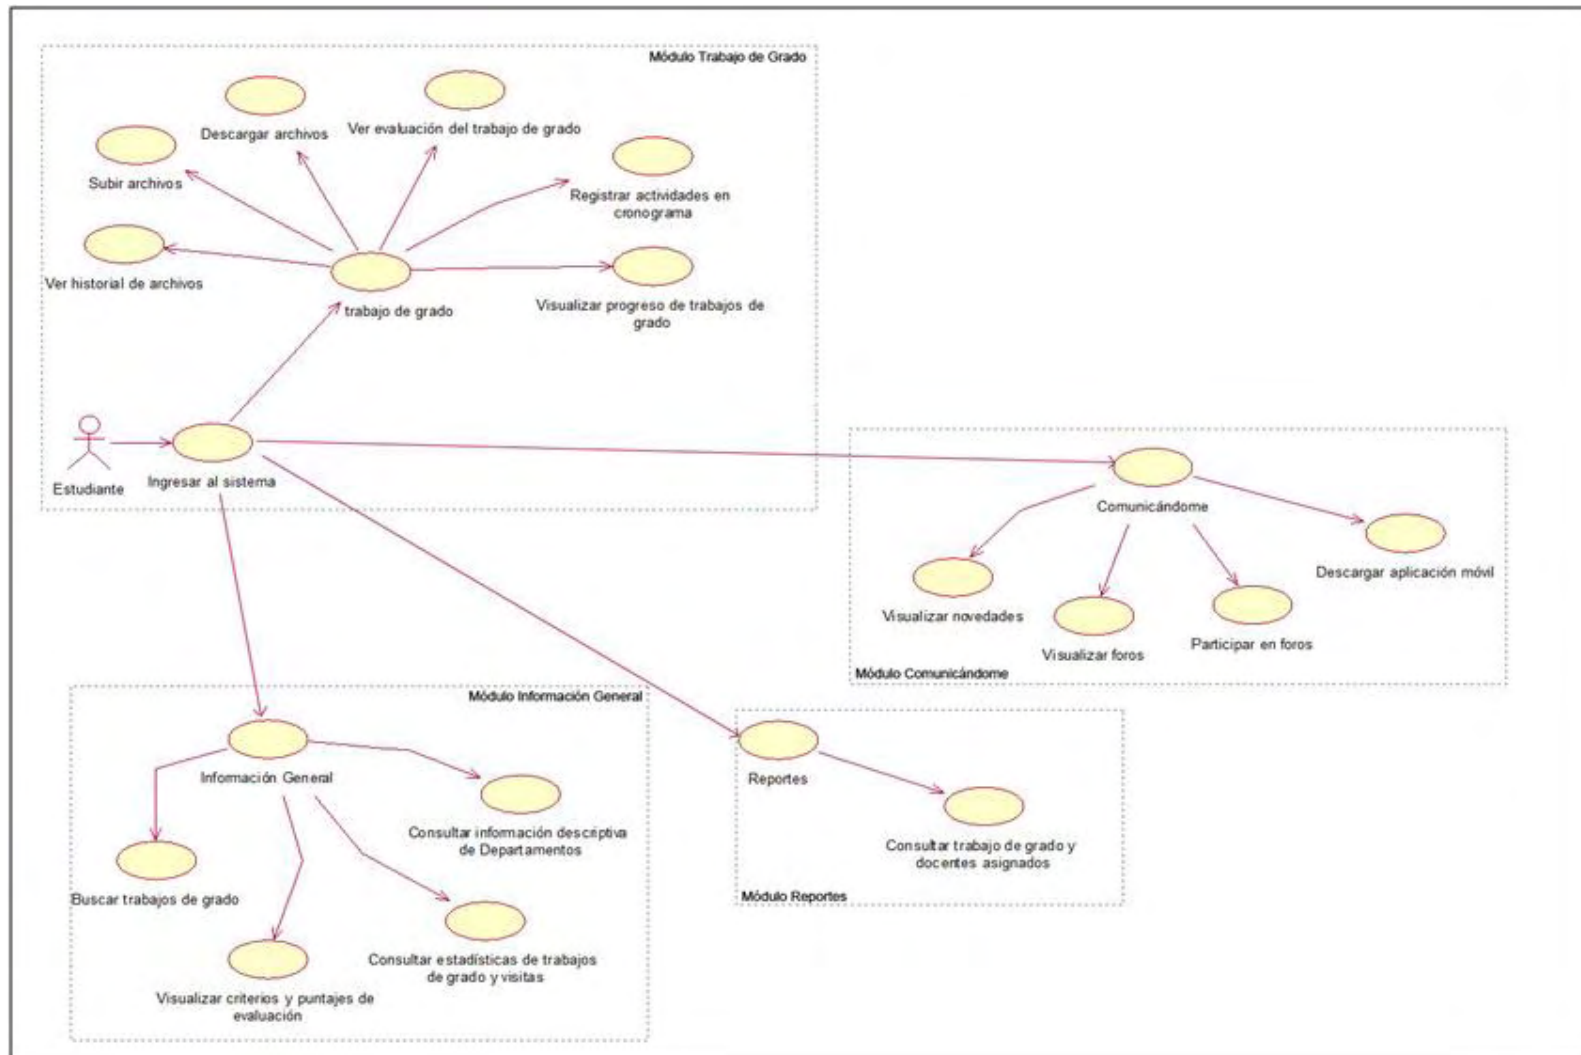 Módulo Trabajo de Grado
Descargar archivos
Ver evaluación del trabajo de grado
Subir archivos
Registrar actividades en
cronograma
Ver historial de archivos
trabajo de grado
Visualizar progreso de trabajos de
grado
Estudiante
Ingresar al sistema
Comunicándome
Descargar aplicación móvil
Visualizar novedades
Visualizar foros
Participar en foros
Módulo Comunicándome
Módulo Información General
Información General
Consultar información descriptiva
de Departamentos
Buscar trabajos de grado
Consultar estadísticas de trabajos
de grado y visitas
Visualizar criterios y puntajes de
evaluación
Reportes
Consultar trabajo de grado y
docentes asignados
Módulo Reportes